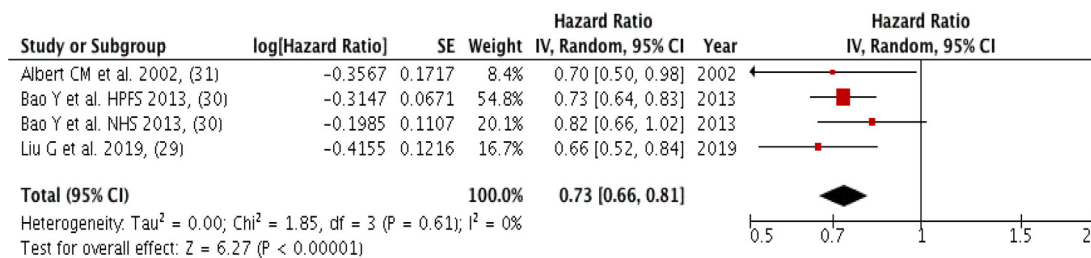 Hazard Ratio Hazard Ratio
Study or Subgroup log[Hazard Ratio] SE Weight IV, Random, 95% CI Year IV, Random, 95% CI
Albert CM et al. 2002, (31) −0.3567 0.1717 8.4% 0.70 [0.50, 0.98] 2002
Bao Y et al. HPFS 2013, (30) −0.3147 0.0671 54.8% 0.73 [0.64, 0.83] 2013
Bao Y et al. NHS 2013, (30) −0.1985 0.1107 20.1% 0.82 [0.66, 1.02] 2013
Liu G et al. 2019, (29) −0.4155 0.1216 16.7% 0.66 [0.52, 0.84] 2019
Total (95% CI) 100.0% 0.73 [0.66, 0.81]
Heterogeneity: Tau² = 0.00; Chi² = 1.85, df = 3 (P = 0.61); I² = 0%
Test for overall effect: Z = 6.27 (P < 0.00001)
0.5 0.7 1 1.5 2